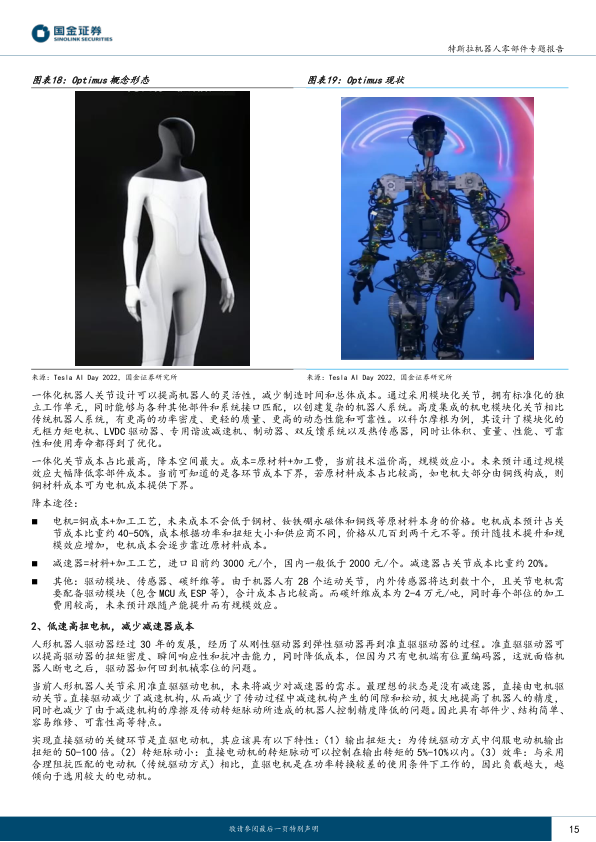 国金证券
SINOLINK SECURITIES
特斯拉机器人零部件专题报告
图表18：Optimus 概念形态
图表19：Optimus 现状
来源：Tesla AI Day 2022，国金证券研究所
来源：Tesla AI Day 2022，国金证券研究所
一体化机器人关节设计可以提高机器人的灵活性，减少制造时间和总体成本。通过采用模块化关节，拥有标准化的独
立工作单元，同时能够与各种其他部件和系统接口匹配，以创建复杂的机器人系统。高度集成的机电模块化关节相比
传统机器人系统，有更高的功率密度、更轻的质量、更高的动态性能和可靠性。以科尔摩根为例，其设计了模块化的
无框力矩电机、LVDC 驱动器、专用谐波减速机、制动器、双反馈系统以及热传感器，同时让体积、重量、性能、可靠
性和使用寿命都得到了优化。
一体化关节成本占比最高，降本空间最大。成本=原材料+加工费，当前技术溢价高，规模效应小。未来预计通过规模
效应大幅降低零部件成本。当前可知道的是各环节成本下界，若原材料成本占比较高，如电机大部分由铜线构成，则
铜材料成本可为电机成本提供下界。
降本途径：
■ 电机=铜成本+加工工艺，未来成本不会低于钢材、钕铁硼永磁体和铜线等原材料本身的价格。电机成本预计占关
节成本比重约 40-50%，成本根据功率和扭矩大小和供应商不同，价格从几百到两千元不等。预计随技术提升和规
模效应增加，电机成本会逐步靠近原材料成本。
■ 减速器=材料+加工工艺，进口目前约 3000 元/个，国内一般低于 2000 元/个。减速器占关节成本比重约 20%。
■ 其他：驱动模块、传感器、碳纤维等。由于机器人有 28 个运动关节，内外传感器将达到数十个，且关节电机需
要配备驱动模块（包含 MCU 或 ESP 等），合计成本占比较高。而碳纤维成本为 2-4 万元/吨，同时每个部位的加工
费用较高，未来预计跟随产能提升而有规模效应。
2、低速高扭电机，减少减速器成本
人形机器人驱动器经过 30 年的发展，经历了从刚性驱动器到弹性驱动器再到准直驱驱动器的过程。准直驱驱动器可
以提高驱动器的扭矩密度、瞬间响应性和抗冲击能力，同时降低成本，但因为只有电机端有位置编码器，这就面临机
器人断电之后，驱动器如何回到机械零位的问题。
当前人形机器人关节采用准直驱驱动电机，未来将减少对减速器的需求。最理想的状态是没有减速器，直接由电机驱
动关节。直接驱动减少了减速机构，从而减少了传动过程中减速机构产生的间隙和松动，极大地提高了机器人的精度，
同时也减少了由于减速机构的摩擦及传动转矩脉动所造成的机器人控制精度降低的问题。因此具有部件少、结构简单、
容易维修、可靠性高等特点。
实现直接驱动的关键环节是直驱电动机，其应该具有以下特性：（1）输出扭矩大：为传统驱动方式中伺服电动机输出
扭矩的 50-100 倍。（2）转矩脉动小：直接电动机的转矩脉动可以控制在输出转矩的 5%-10%以内。（3）效率：与采用
合理阻抗匹配的电动机（传统驱动方式）相比，直驱电机是在功率转换较差的使用条件下工作的，因此负载越大，越
倾向于选用较大的电动机。
敬请参阅最后一页特别声明
15